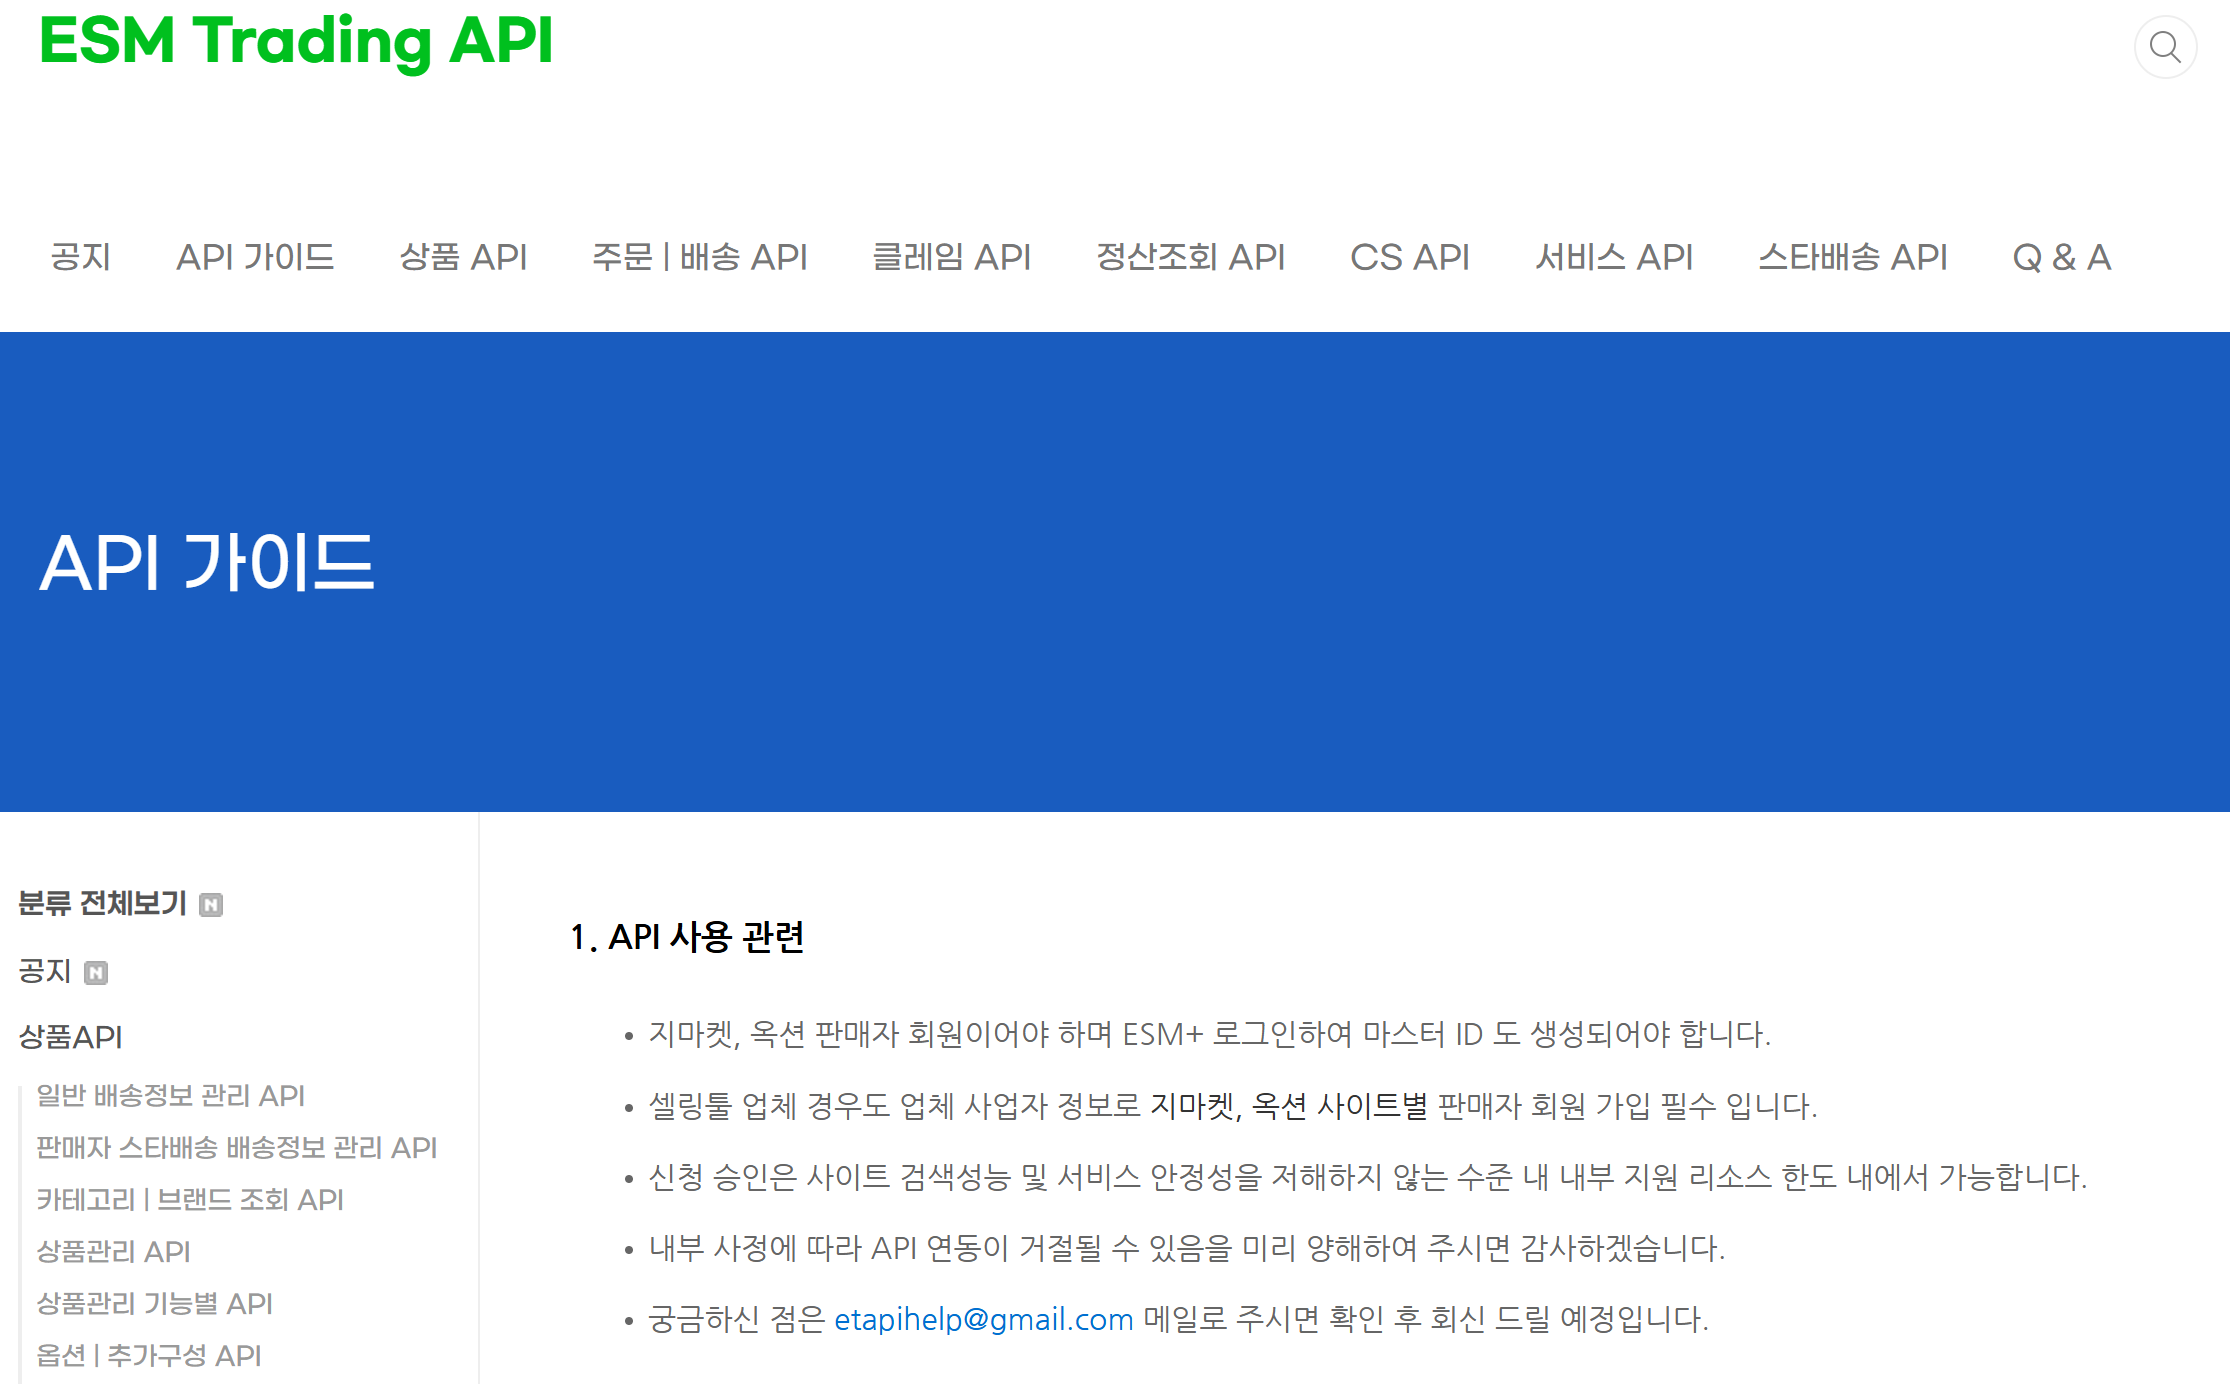 ESM Trading API
공지 API 가이드 상품 API 주문 | 배송 API 클레임 API 정산조회 API CS API 서비스 API 스타배송 API Q & A
API 가이드
분류 전체보기 N
공지 N
상품API
일반 배송정보 관리 API
판매자 스타배송 배송정보 관리 API
카테고리 | 브랜드 조회 API
상품관리 API
상품관리 기능별 API
옵션 | 추가구성 API
1. API 사용 관련
• 지마켓, 옥션 판매자 회원이어야 하며 ESM+ 로그인하여 마스터 ID 도 생성되어야 합니다.
• 셀링툴 업체 경우도 업체 사업자 정보로 지마켓, 옥션 사이트별 판매자 회원 가입 필수 입니다.
• 신청 승인은 사이트 검색성능 및 서비스 안정성을 저해하지 않는 수준 내 내부 지원 리소스 한도 내에서 가능합니다.
• 내부 사정에 따라 API 연동이 거절될 수 있음을 미리 양해하여 주시면 감사하겠습니다.
• 궁금하신 점은 etapihelp@gmail.com 메일로 주시면 확인 후 회신 드릴 예정입니다.